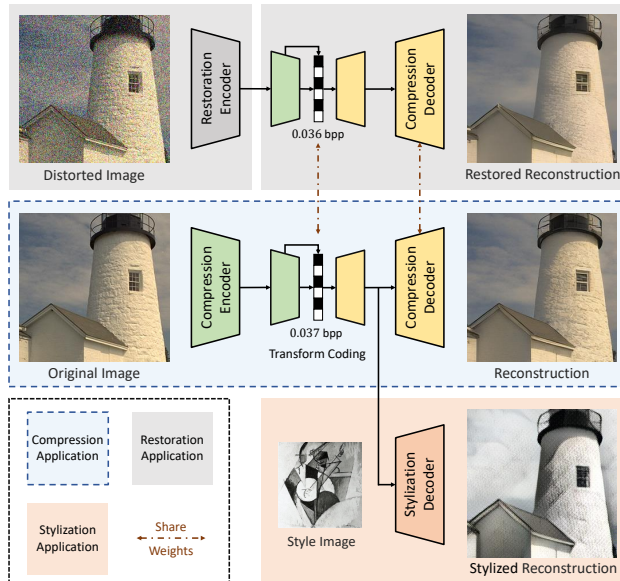 Restoration
Encoder
0.036 bpp
Compression
Decoder
Distorted Image
Restored Reconstruction
Compression
Encoder
0.037 bpp
Transform Coding
Compression
Decoder
Original Image
Reconstruction
Compression
Application
Restoration
Application
Stylization
Application
Share
Weights
Style Image
Stylization
Decoder
Stylized Reconstruction